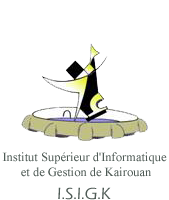 Institut Supérieur d'Informatique
et de Gestion de Kairouan
I.S.I.G.K